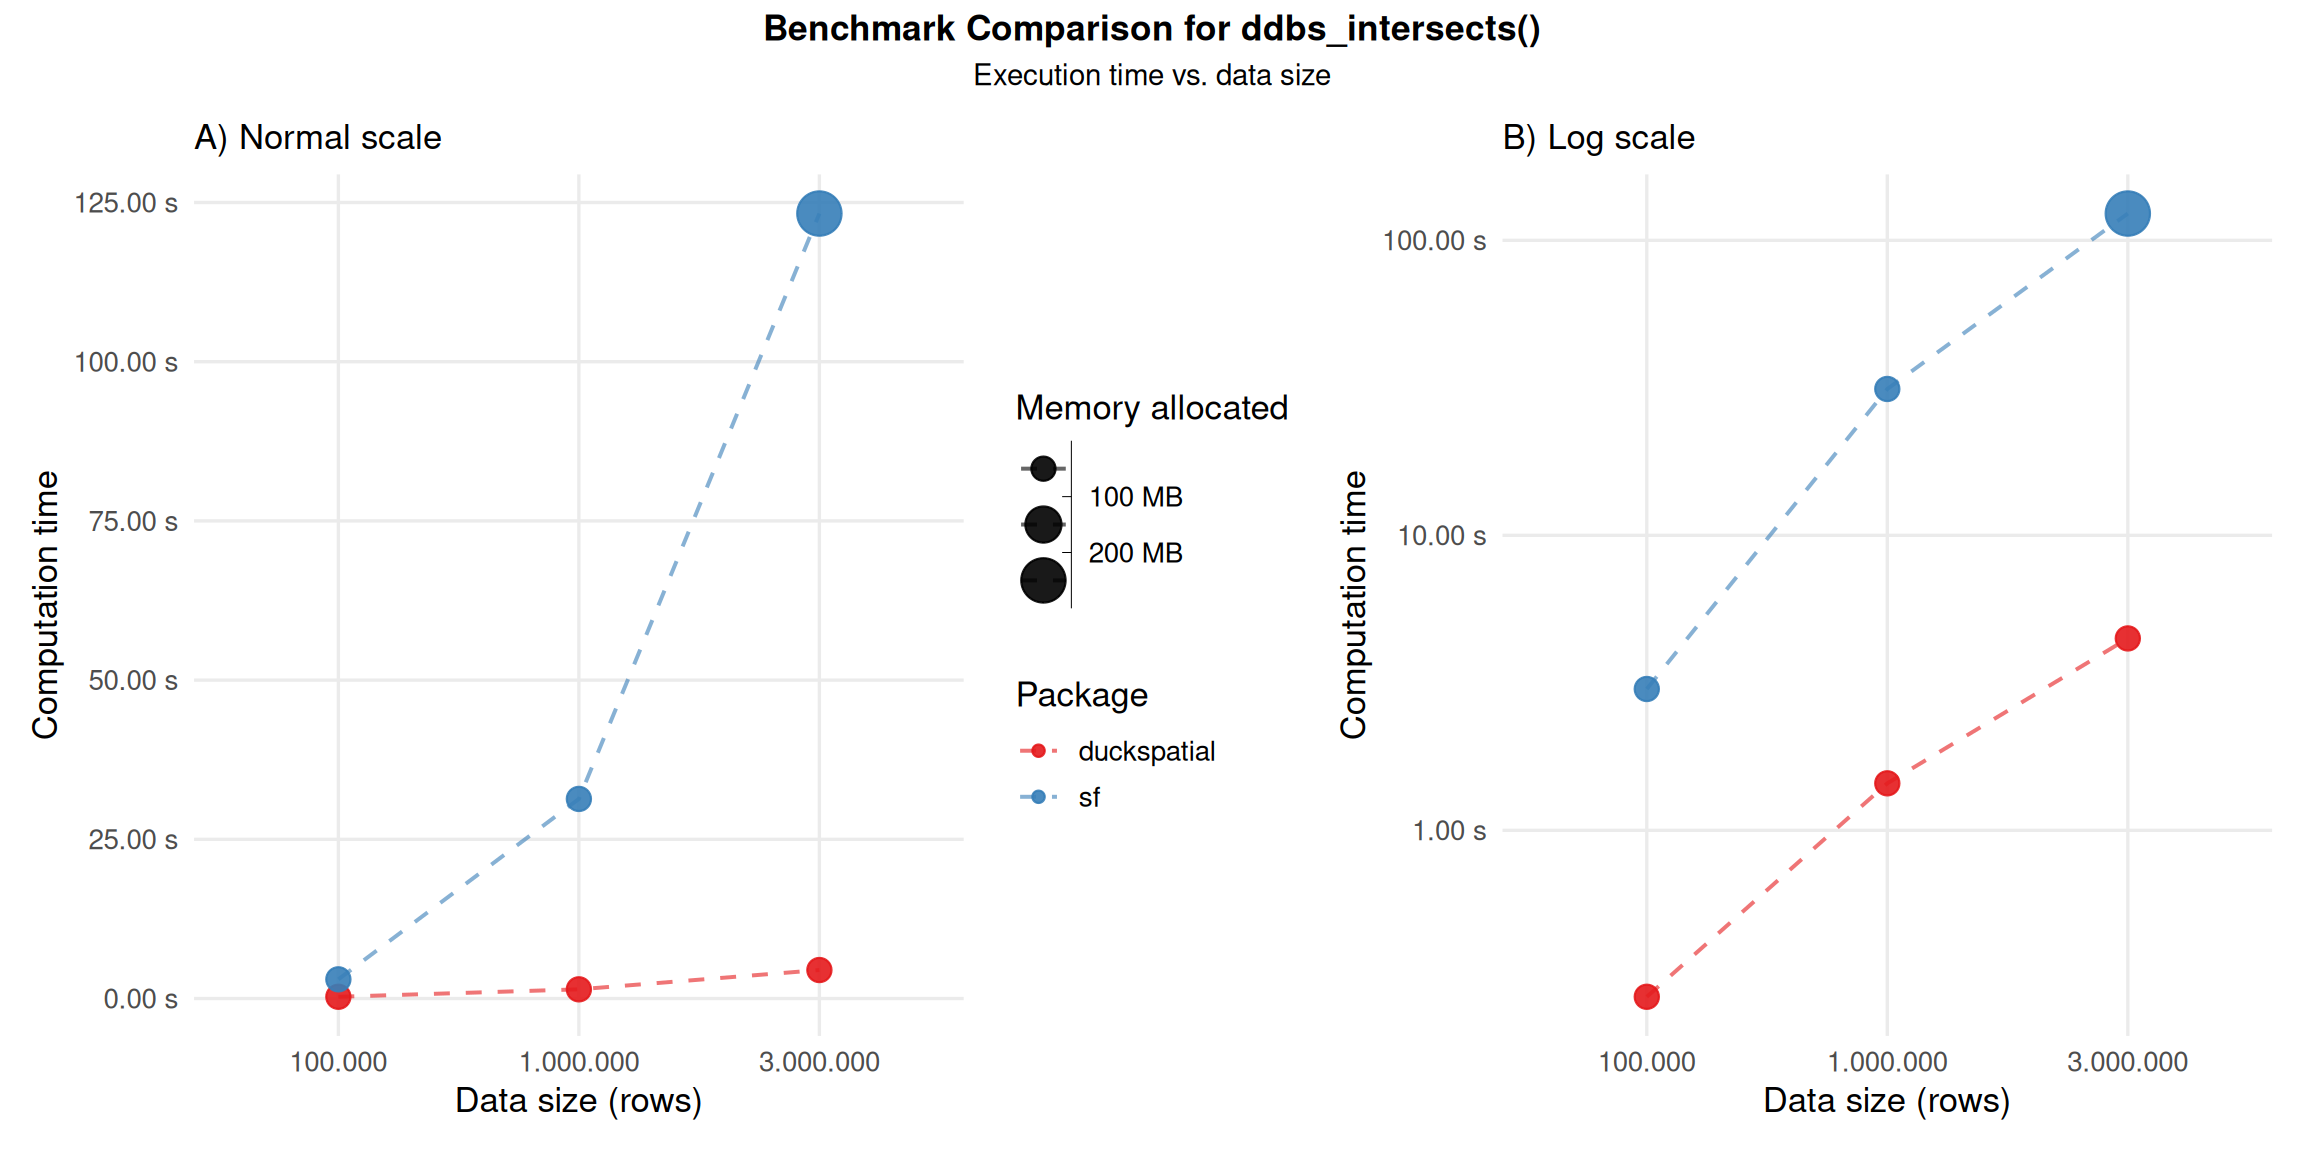 Benchmark Comparison for ddbs_intersects()
Execution time vs. data size
A) Normal scale
125.00 s
100.00 s
75.00 s
50.00 s
25.00 s
0.00 s
Computation time
100.000
1.000.000
3.000.000
Data size (rows)
Memory allocated
100 MB
200 MB
Package
duckspatial
sf
B) Log scale
100.00 s
10.00 s
1.00 s
Computation time
100.000
1.000.000
3.000.000
Data size (rows)